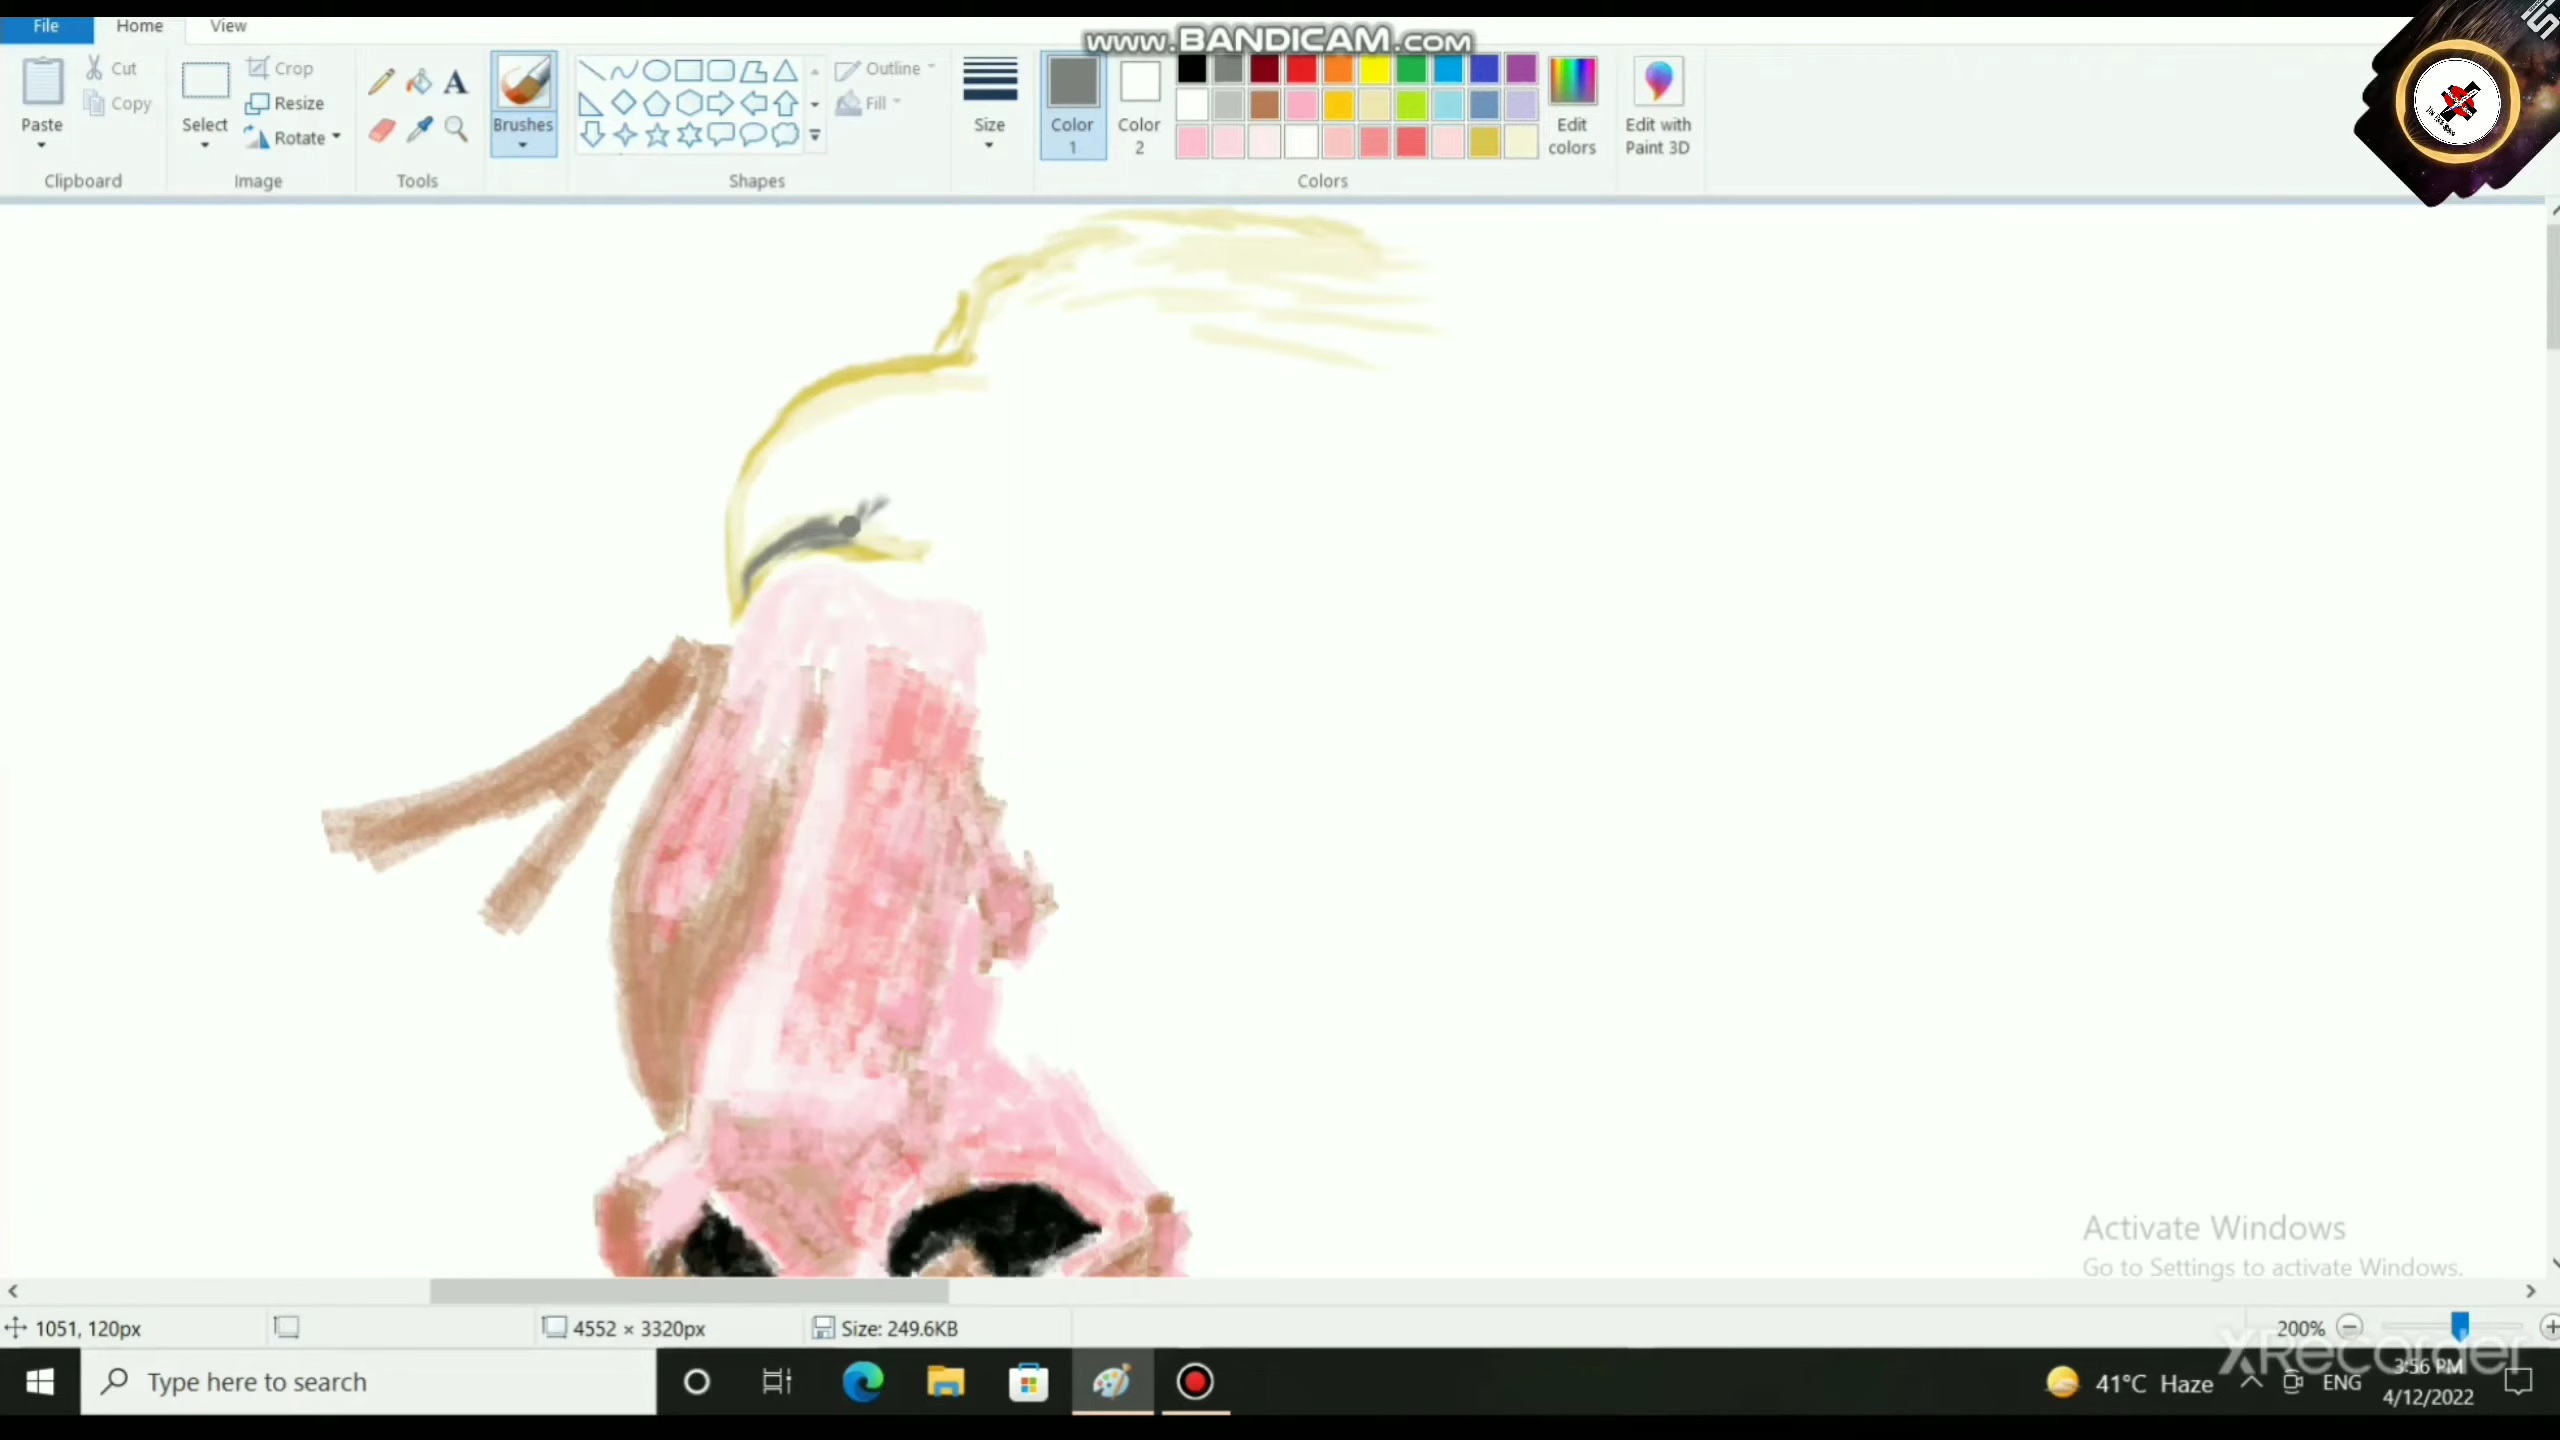 www.BANDICAM.com
File Home View
Cut
Copy
Paste
Clipboard
Crop
Resize
Rotate
Select
Image
Tools
Brushes
Outline
Fill
Shapes
Size
Color 1
Color 2
Edit colors
Edit with Paint 3D
Colors
Activate Windows
Go to Settings to activate Windows.
1051, 120px
4552 × 3320px
Size: 249.6KB
200%
XRecorder
Type here to search
41°C Haze
ENG
3:56 PM
4/12/2022